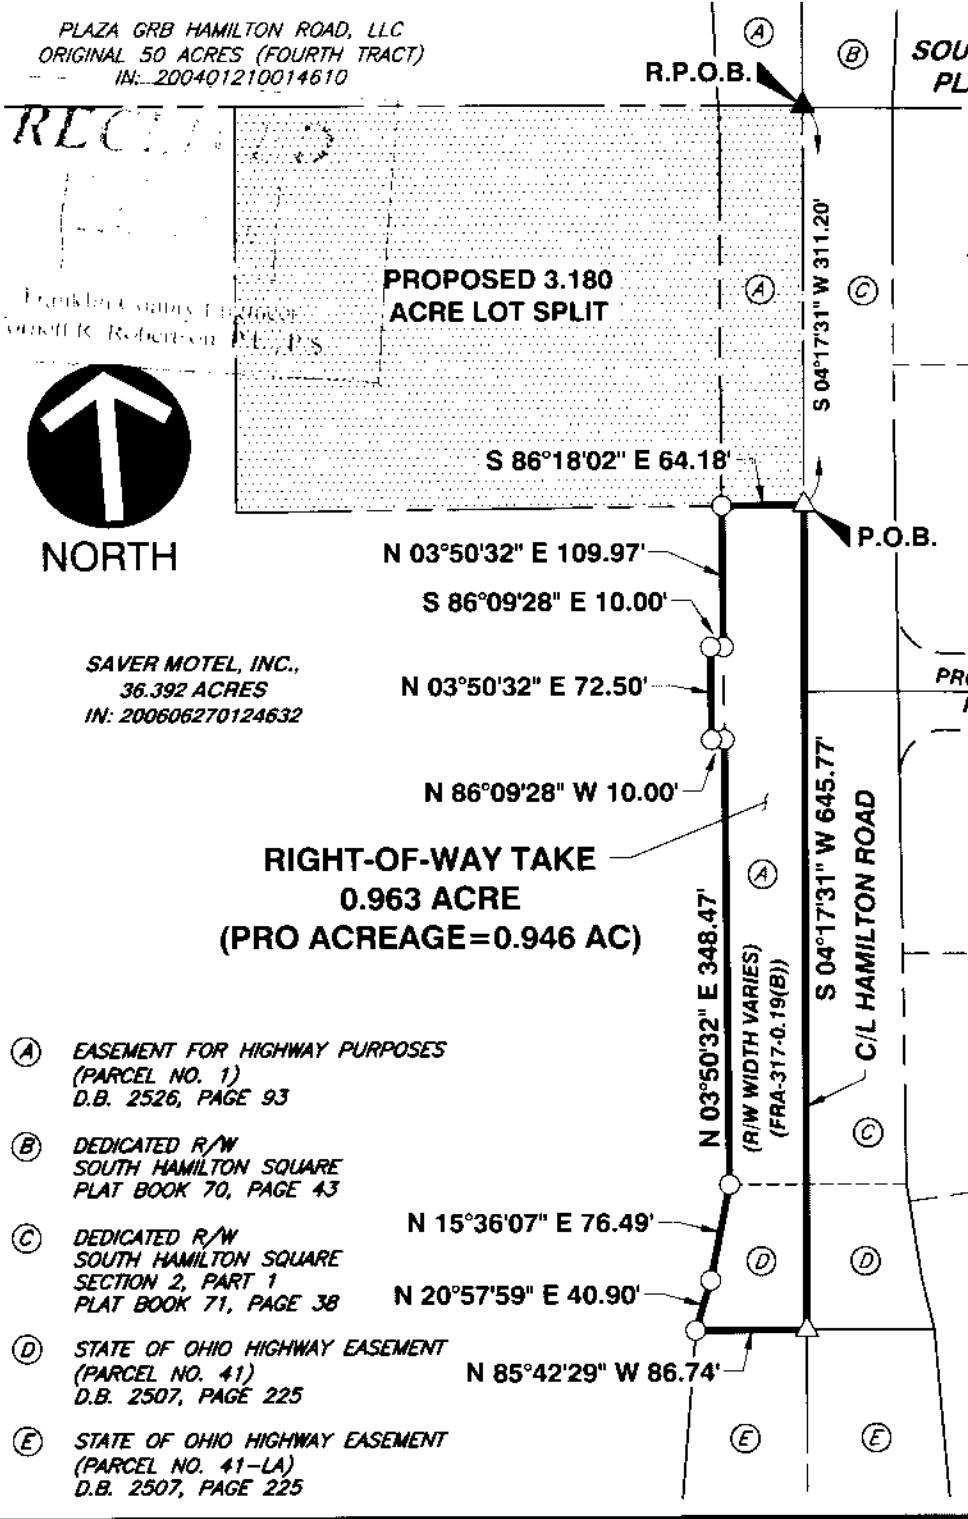 PLAZA GRB HAMILTON ROAD, LLC
ORIGINAL 50 ACRES (FOURTH TRACT)
IN: 200401210014610
A
B
R.P.O.B.
PROPOSED 3.180
ACRE LOT SPLIT
A
C
S 04°17'31" W 311.20'
Franklin County Engineer
Robertson P.E., P.S.
NORTH
S 86°18'02" E 64.18'
P.O.B.
N 03°50'32" E 109.97'
S 86°09'28" E 10.00'
SAVER MOTEL, INC.,
36.392 ACRES
IN: 200606270124632
N 03°50'32" E 72.50'
N 86°09'28" W 10.00'
RIGHT-OF-WAY TAKE
0.963 ACRE
(PRO ACREAGE=0.946 AC)
A
S 04°17'31" W 645.77'
C/L HAMILTON ROAD
N 03°50'32" E 348.47'
(R/W WIDTH VARIES)
(FRA-317-0.19(B))
C
A EASEMENT FOR HIGHWAY PURPOSES
(PARCEL NO. 1)
D.B. 2526, PAGE 93
B DEDICATED R/W
SOUTH HAMILTON SQUARE
PLAT BOOK 70, PAGE 43
C DEDICATED R/W
SOUTH HAMILTON SQUARE
SECTION 2, PART 1
PLAT BOOK 71, PAGE 38
D STATE OF OHIO HIGHWAY EASEMENT
(PARCEL NO. 41)
D.B. 2507, PAGE 225
E STATE OF OHIO HIGHWAY EASEMENT
(PARCEL NO. 41-LA)
D.B. 2507, PAGE 225
N 15°36'07" E 76.49'
D
D
N 20°57'59" E 40.90'
N 85°42'29" W 86.74'
E
E